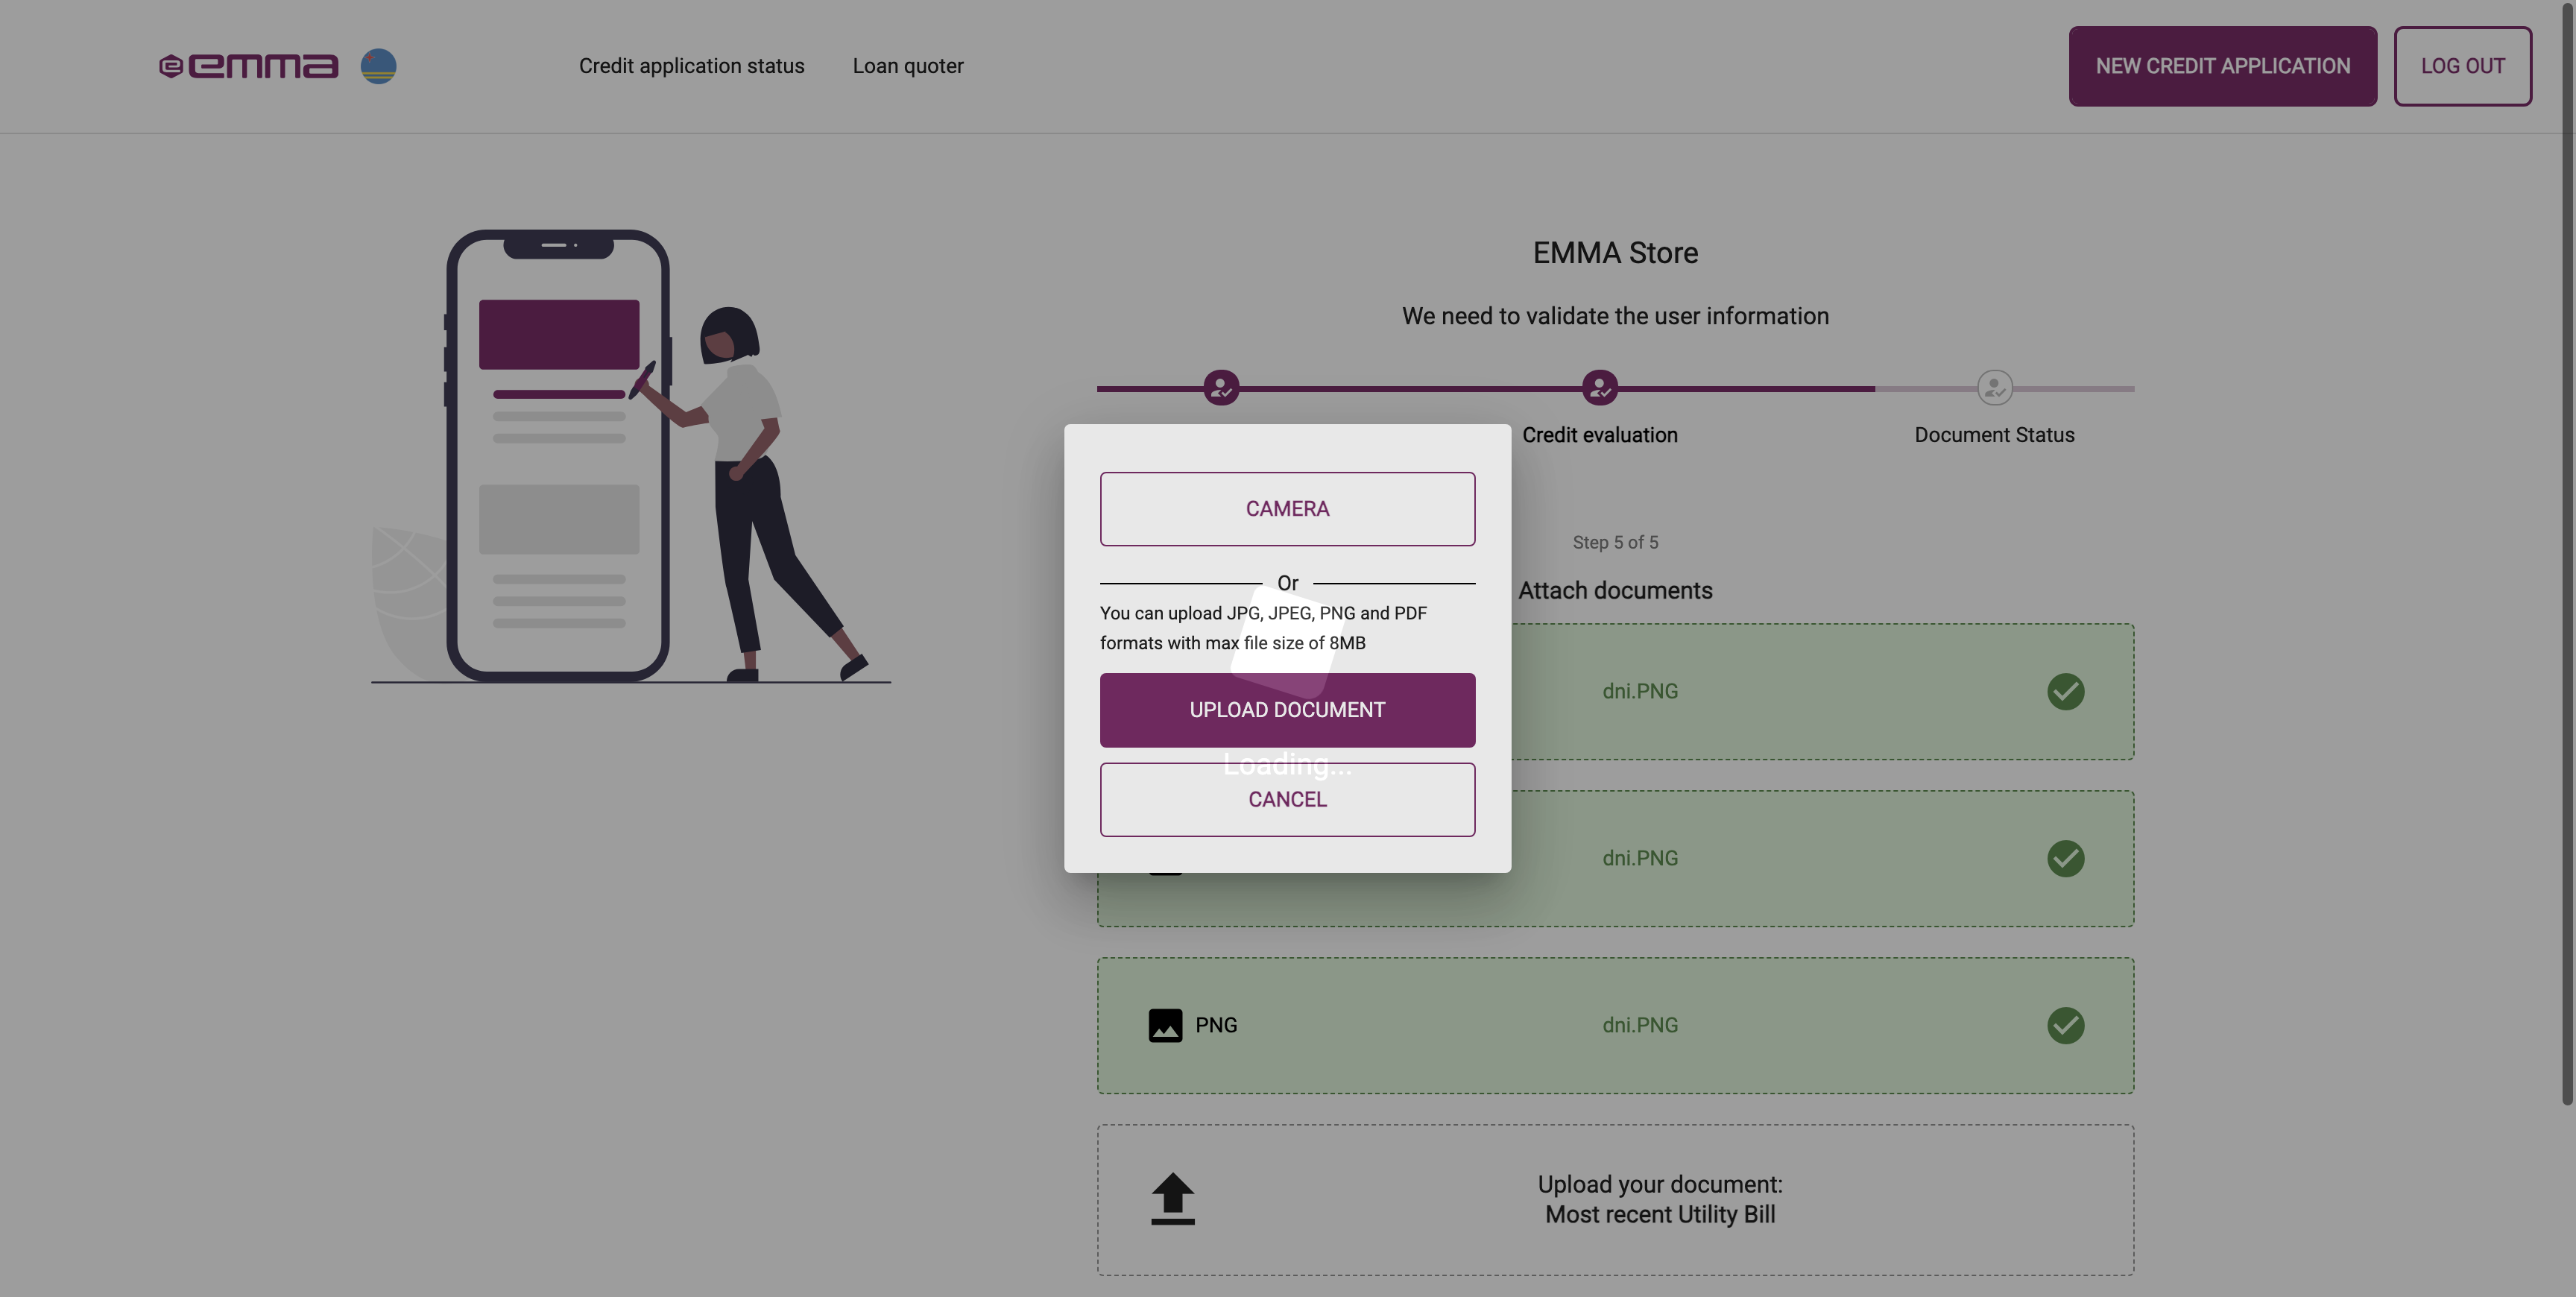 emma
Credit application status
Loan quoter
NEW CREDIT APPLICATION
LOG OUT
EMMA Store
We need to validate the user information
Credit evaluation
Document Status
Step 5 of 5
Attach documents
CAMERA
Or
You can upload JPG, JPEG, PNG and PDF
formats with max file size of 8MB
UPLOAD DOCUMENT
Loading...
CANCEL
dni.PNG
dni.PNG
PNG
dni.PNG
Upload your document:
Most recent Utility Bill